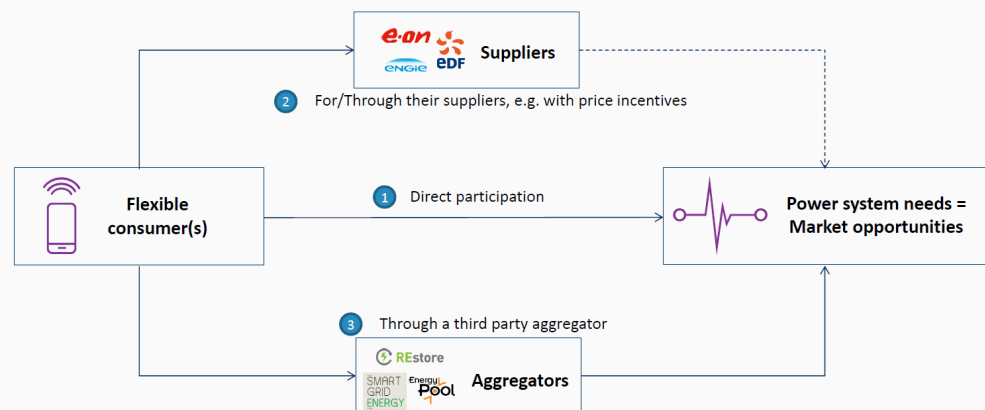 e·on
Suppliers
ENGIE
eDF
2 For/Through their suppliers, e.g. with price incentives
1 Direct participation
Flexible
consumer(s)
Power system needs =
Market opportunities
3 Through a third party aggregator
REstore
SMART
GRID
ENERGY
Energy
Pool
Aggregators